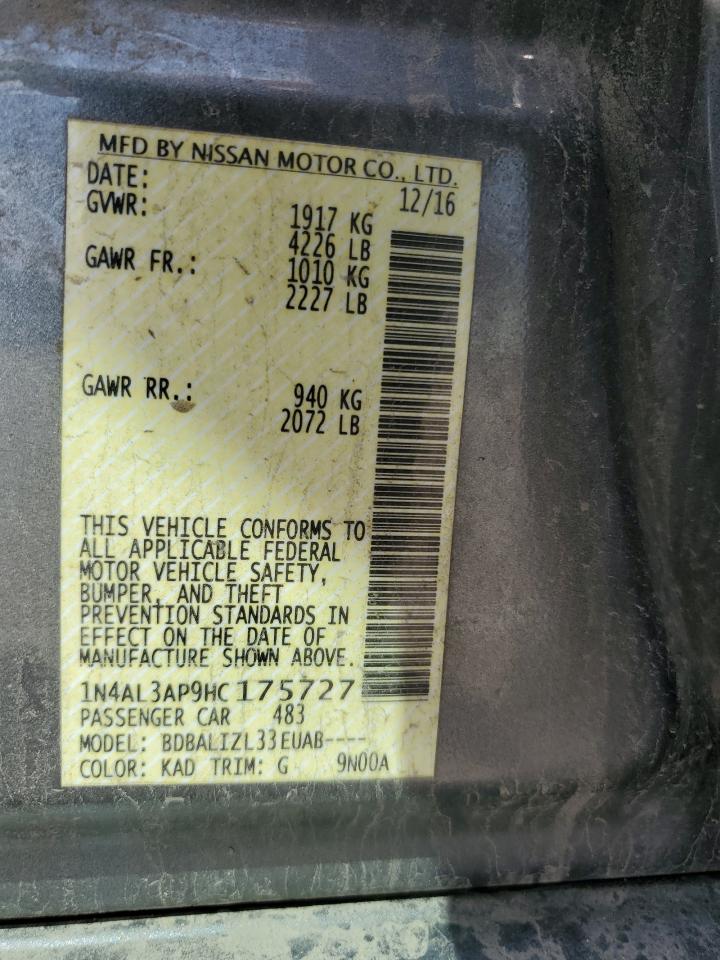 MFD BY NISSAN MOTOR CO., LTD.
DATE: 12/16
GVWR: 1917 KG
4226 LB
GAWR FR.: 1010 KG
2227 LB
GAWR RR.: 940 KG
2072 LB
THIS VEHICLE CONFORMS TO
ALL APPLICABLE FEDERAL
MOTOR VEHICLE SAFETY,
BUMPER, AND THEFT
PREVENTION STANDARDS IN
EFFECT ON THE DATE OF
MANUFACTURE SHOWN ABOVE.
1N4AL3AP9HC175727
PASSENGER CAR 483
MODEL: BDBALIZL33EUAB----
COLOR: KAD TRIM: G 9N00A